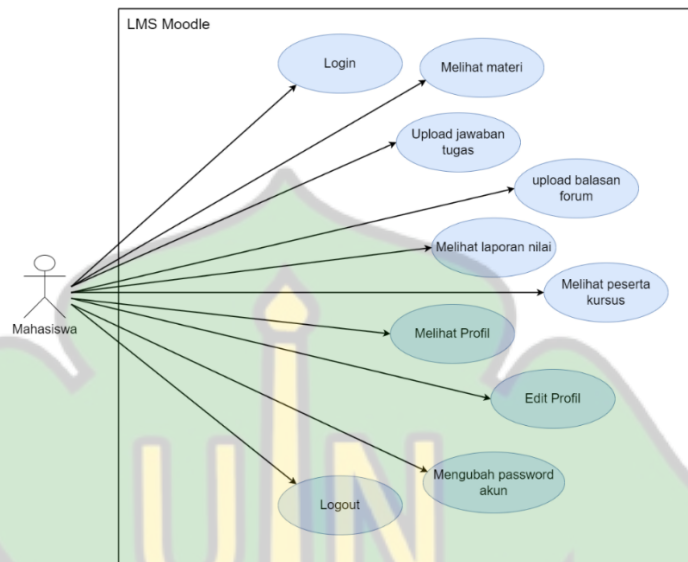 LMS Moodle
Login
Melihat materi
Upload jawaban
tugas
upload balasan
forum
Melihat laporan nilai
Melihat peserta
kursus
Mahasiswa
Melihat Profil
Edit Profil
Mengubah password
akun
Logout
UIN